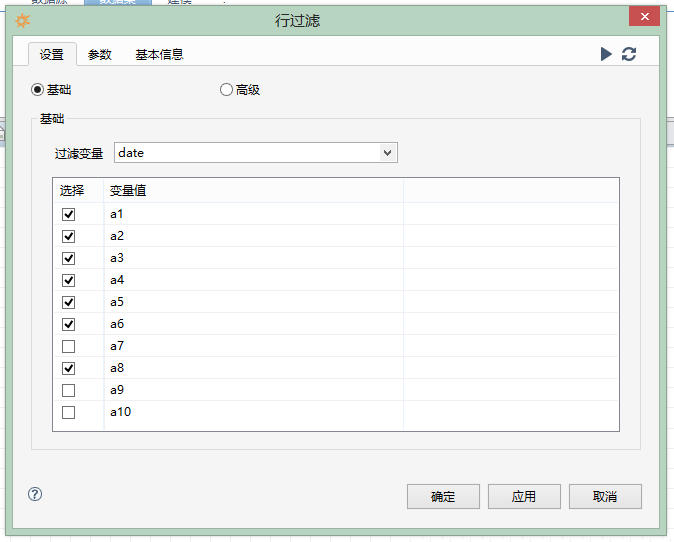 行过滤
设置 参数 基本信息
基础 高级
基础
过滤变量 date
选择 变量值
a1
a2
a3
a4
a5
a6
a7
a8
a9
a10
确定 应用 取消